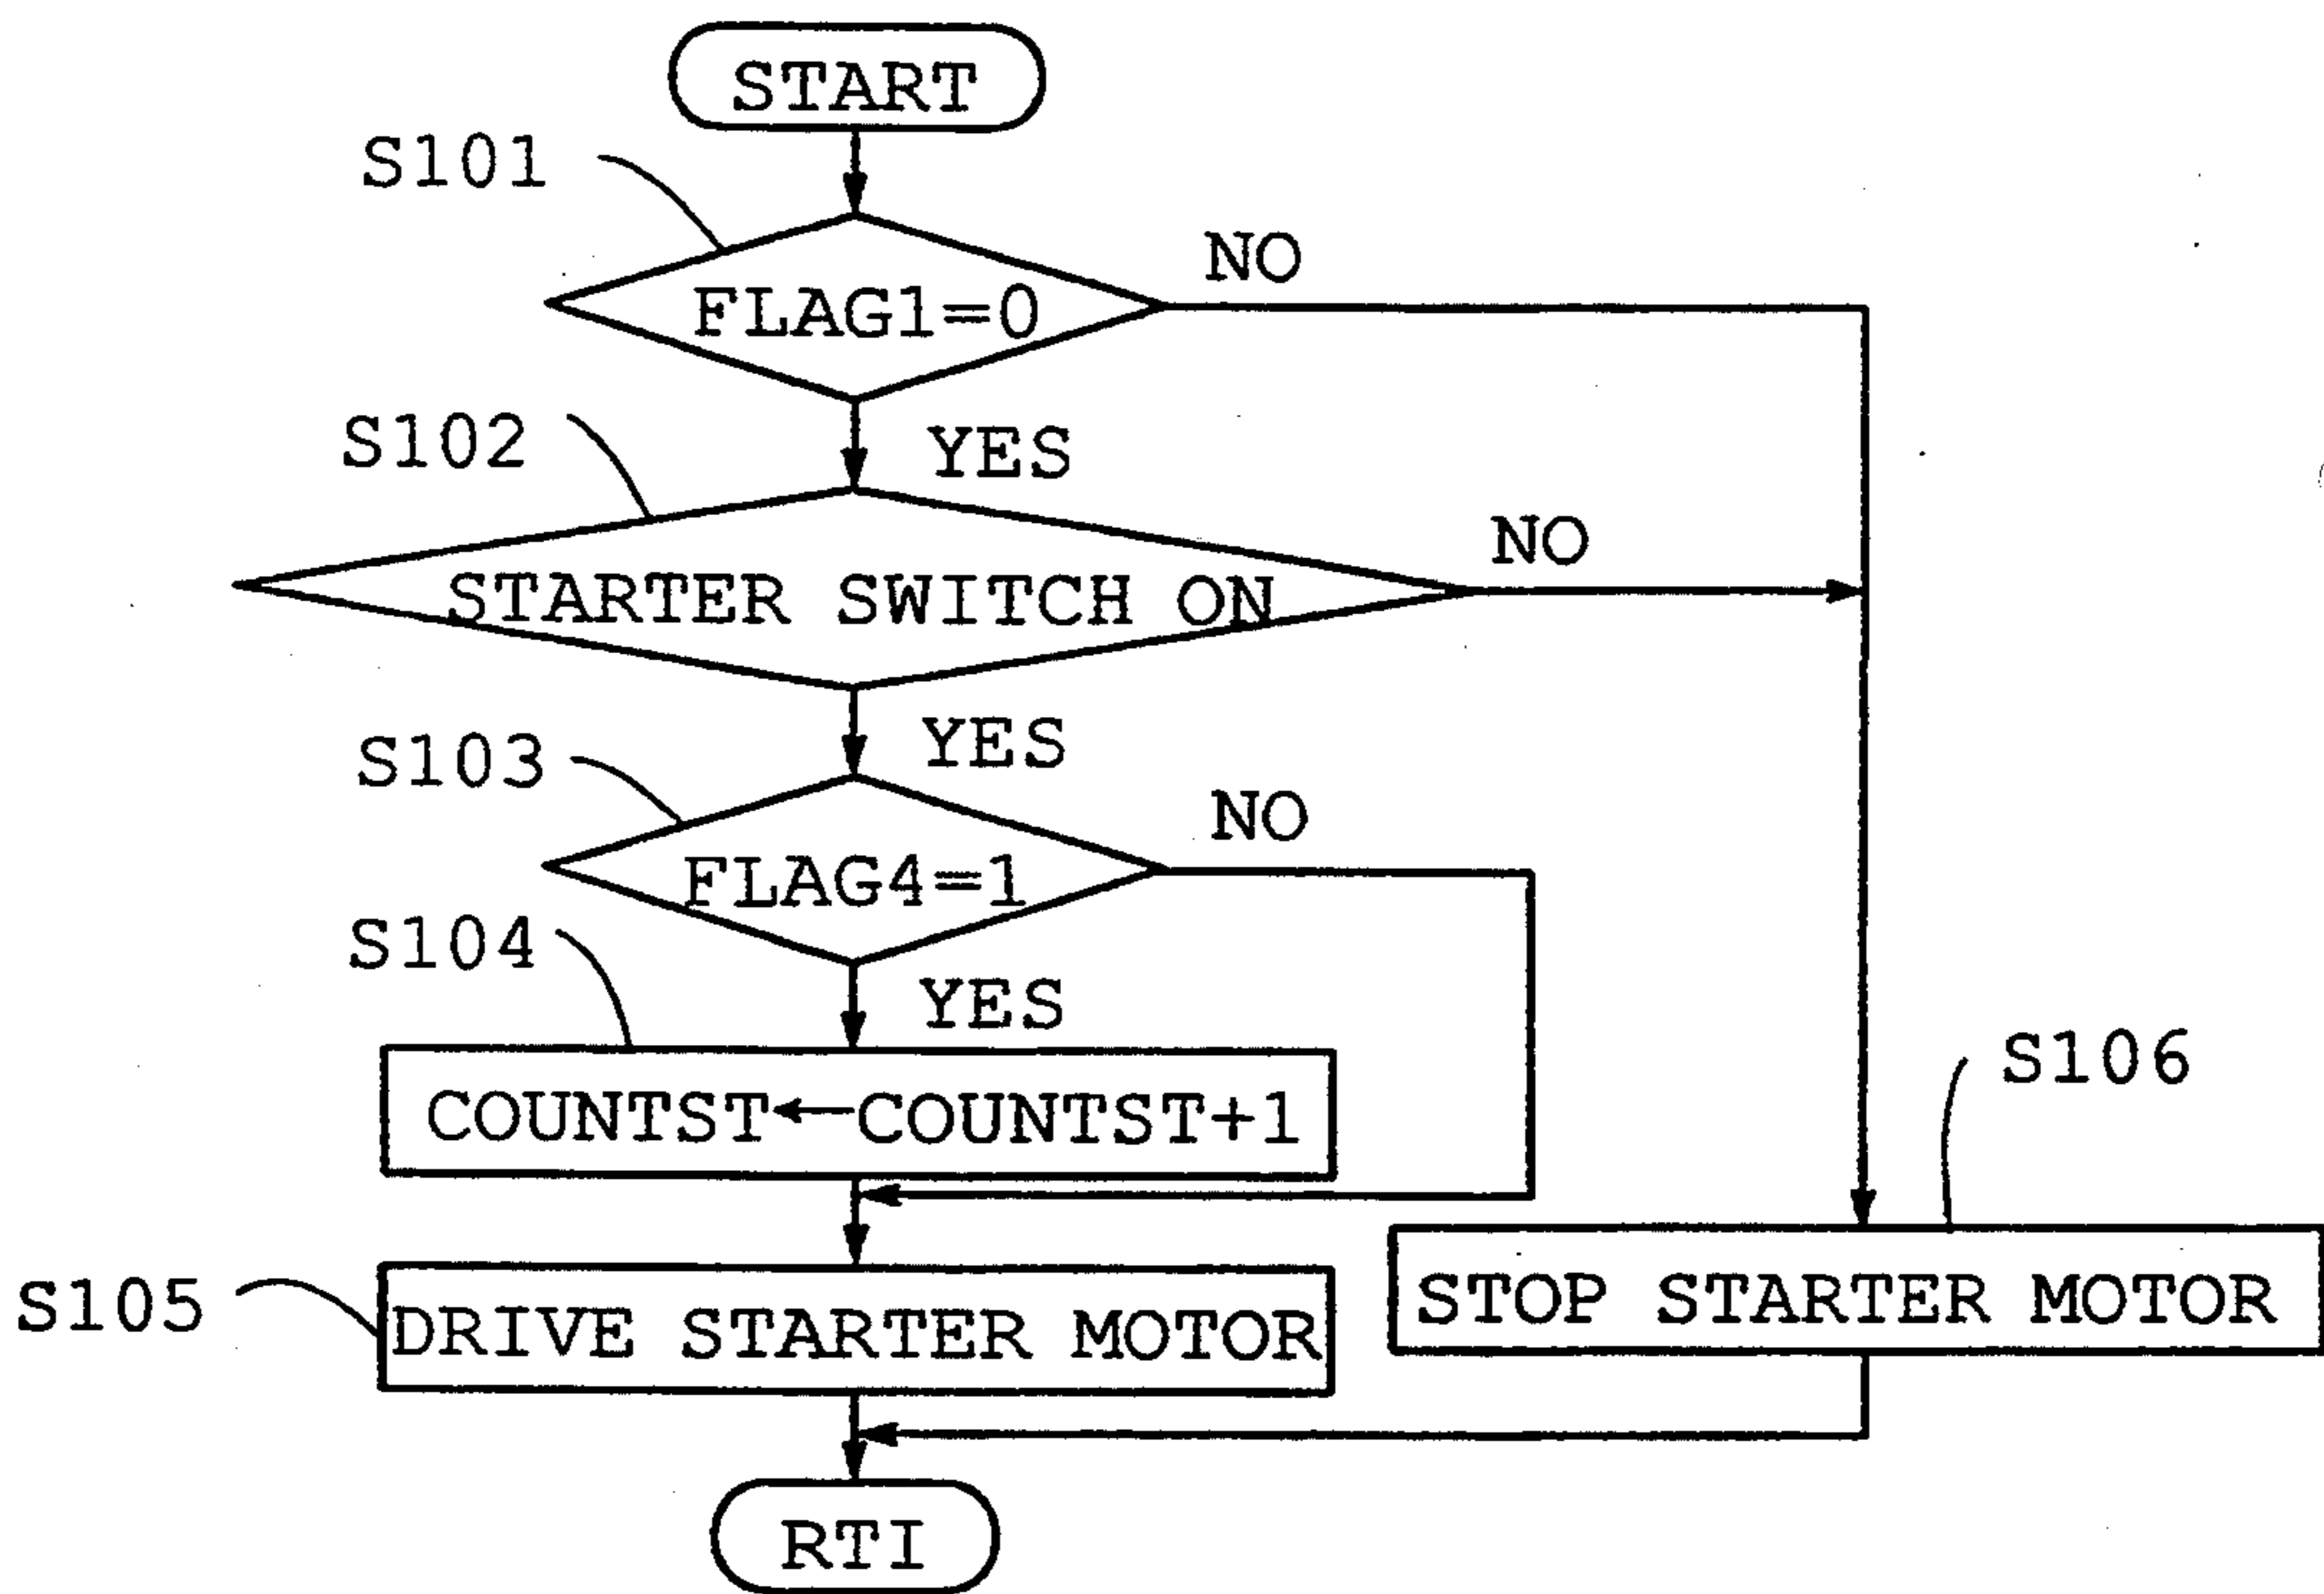 START
S101
NO
FLAG1=0
S102
YES
NO
STARTER SWITCH ON
S103
YES
NO
FLAG4=1
S104
YES
S106
COUNTST←COUNTST+1
S105
DRIVE STARTER MOTOR
STOP STARTER MOTOR
RTI